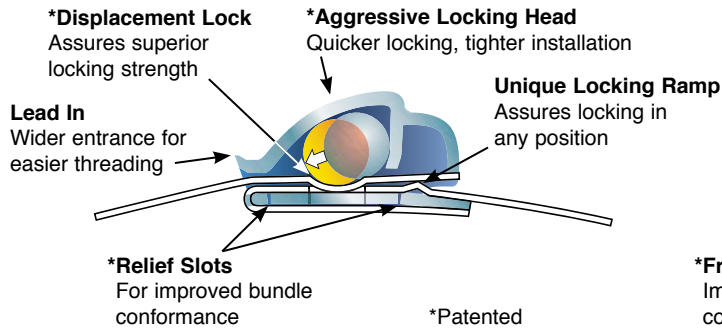 *Displacement Lock
Assures superior
locking strength
*Aggressive Locking Head
Quicker locking, tighter installation
Unique Locking Ramp
Assures locking in
any position
Lead In
Wider entrance for
easier threading
*Relief Slots
For improved bundle
conformance
*Patented